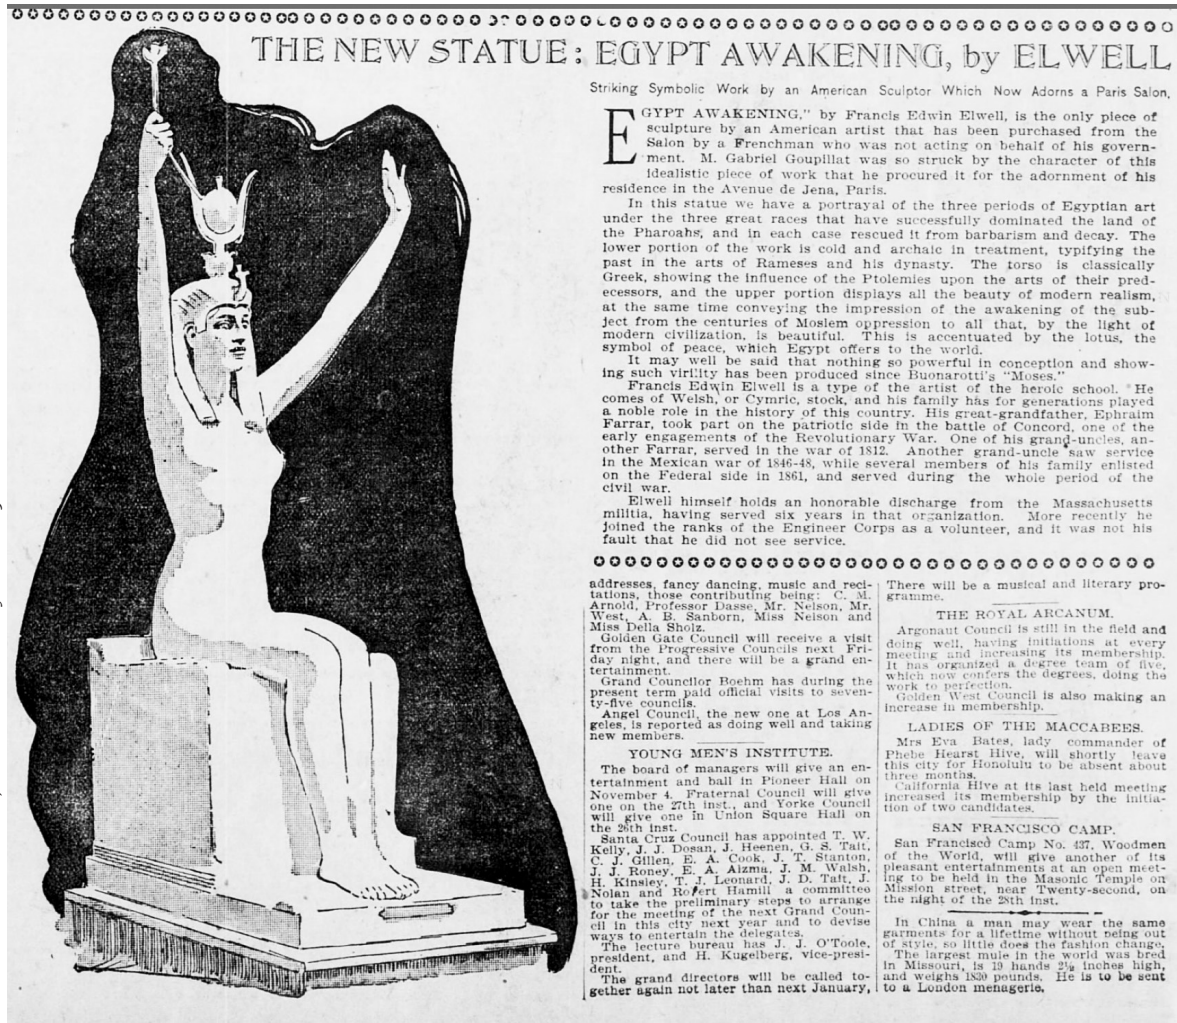 THE NEW STATUE: EGYPT AWAKENING, by ELWELL
Striking Symbolic Work by an American Sculptor Which Now Adorns a Paris Salon.
EGYPT AWAKENING," by Francis Edwin Elwell, is the only piece of
sculpture by an American artist that has been purchased from the
Salon by a Frenchman who was not acting on behalf of his govern-
ment. M. Gabriel Goupillat was so struck by the character of this
idealistic piece of work that he procured it for the adornment of his
residence in the Avenue de Jena, Paris.
In this statue we have a portrayal of the three periods of Egyptian art
under the three great races that have successfully dominated the land of
the Pharoahs, and in each case rescued it from barbarism and decay. The
lower portion of the work is cold and archaic in treatment, typifying the
past in the arts of Rameses and his dynasty. The torso is classically
Greek, showing the influence of the Ptolemies upon the arts of their pred-
ecessors, and the upper portion displays all the beauty of modern realism,
at the same time conveying the impression of the awakening of the sub-
ject from the centuries of Moslem oppression to all that, by the light of
modern civilization, is beautiful. This is accentuated by the lotus, the
symbol of peace, which Egypt offers to the world.
It may well be said that nothing so powerful in conception and show-
ing such virility has been produced since Buonarotti's "Moses."
Francis Edwin Elwell is a type of the artist of the heroic school. He
comes of Welsh, or Cymric, stock, and his family has for generations played
a noble role in the history of this country. His great-grandfather, Ephraim
Farrar, took part on the patriotic side in the battle of Concord, one of the
early engagements of the Revolutionary War. One of his grand-uncles, an-
other Farrar, served in the war of 1812. Another grand-uncle saw service
in the Mexican war of 1846-48, while several members of his family enlisted
on the Federal side in 1861, and served during the whole period of the
civil war.
Elwell himself holds an honorable discharge from the Massachusetts
militia, having served six years in that organization. More recently he
joined the ranks of the Engineer Corps as a volunteer, and it was not his
fault that he did not see service.
addresses, fancy dancing, music and reci-
tations, those contributing being: C. M.
Arnold, Professor Dasse, Mr. Nelson, Mr.
West, A. B. Sanborn, Miss Nelson and
Miss Della Sholz.
Golden Gate Council will receive a visit
from the Progressive Councils next Fri-
day night, and there will be a grand en-
tertainment.
Grand Councilor Boehm has during the
present term paid official visits to seven-
ty-five councils.
Angel Council, the new one at Los An-
geles, is reported as doing well and taking
new members.
YOUNG MEN'S INSTITUTE.
The board of managers will give an en-
tertainment and ball in Pioneer Hall on
November 4. Fraternal Council will give
one on the 27th inst., and Yorke Council
will give one in Union Square Hall on
the 26th inst.
Santa Cruz Council has appointed T. W.
Kelly, J. J. Dosan, J. Heenen, G. S. Tait,
C. J. Gillen, E. A. Cook, J. T. Stanton,
J. J. Roney, E. A. Alzma, J. M. Walsh,
H. Kinsley, T. J. Leonard, J. D. Taft, J.
Nolan and Robert Hamill a committee
to take the preliminary steps to arrange
for the meeting of the next Grand Coun-
cil in this city next year and to devise
ways to entertain the delegates.
The lecture bureau has J. J. O'Toole,
president, and H. Kugelberg, vice-presi-
dent.
The grand directors will be called to-
gether again not later than next January,
There will be a musical and literary pro-
gramme.
THE ROYAL ARCANUM.
Argonaut Council is still in the field and
doing well, having initiations at every
meeting and increasing its membership.
It has organized a degree team of five,
which now confers the degrees, doing the
work to perfection.
Golden West Council is also making an
increase in membership.
LADIES OF THE MACCABEES.
Mrs Eva Bates, lady commander of
Phebe Hearst Hive, will shortly leave
this city for Honolulu to be absent about
three months.
California Hive at its last held meeting
increased its membership by the initia-
tion of two candidates.
SAN FRANCISCO CAMP.
San Francisco Camp No. 437, Woodmen
of the World, will give another of its
pleasant entertainments at an open meet-
ing to be held in the Masonic Temple on
Mission street, near Twenty-second, on
the night of the 28th inst.
In China a man may wear the same
garments for a lifetime without being out
of style, so little does the fashion change.
The largest mule in the world was bred
in Missouri, is 19 hands 2½ inches high,
and weighs 1830 pounds. He is to be sent
to a London menagerie.